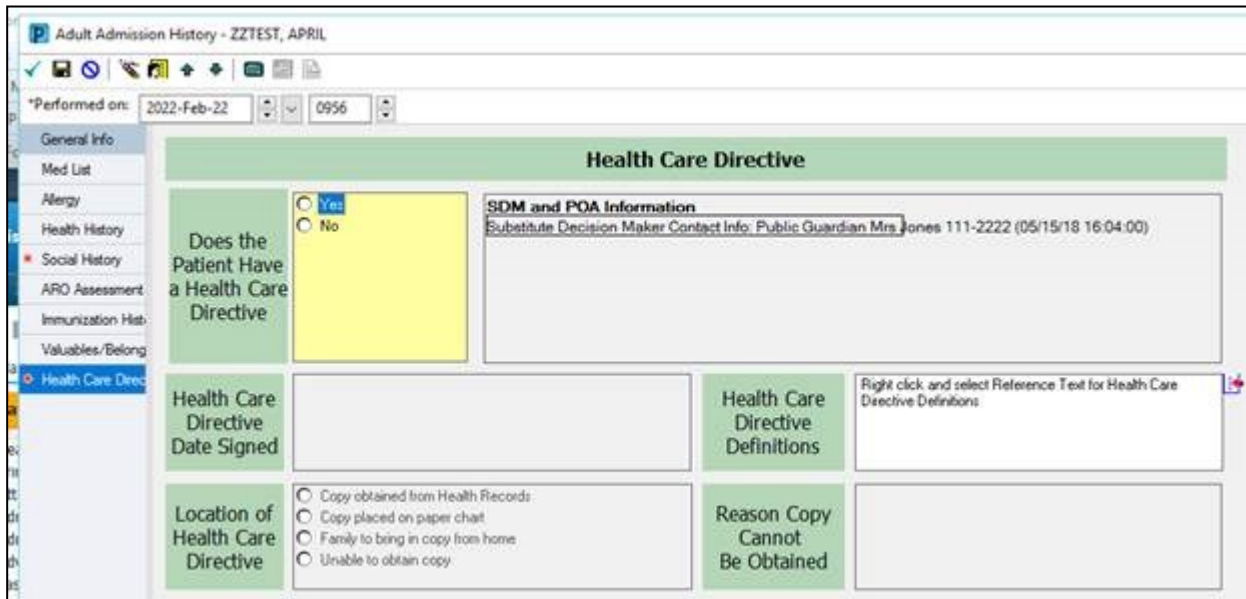 Adult Admission History - ZZTEST, APRIL
*Performed on: 2022-Feb-22 0956
General Info
Med List
Allergy
Health History
Social History
ARO Assessment
Immunization Hist
Valuables/Belong
Health Care Direc
Health Care Directive
Does the
Patient Have
a Health Care
Directive
Yes
No
SDM and POA Information
Substitute Decision Maker Contact Info: Public Guardian Mrs Jones 111-2222 (05/15/18 16:04:00)
Health Care
Directive
Date Signed
Health Care
Directive
Definitions
Right click and select Reference Text for Health Care
Directive Definitions
Location of
Health Care
Directive
Copy obtained from Health Records
Copy placed on paper chart
Family to bring in copy from home
Unable to obtain copy
Reason Copy
Cannot
Be Obtained